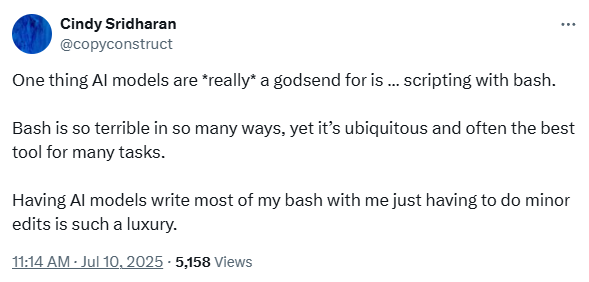 Cindy Sridharan
@copyconstruct
One thing AI models are *really* a godsend for is ... scripting with bash.
Bash is so terrible in so many ways, yet it’s ubiquitous and often the best
tool for many tasks.
Having AI models write most of my bash with me just having to do minor
edits is such a luxury.
11:14 AM · Jul 10, 2025 · 5,158 Views